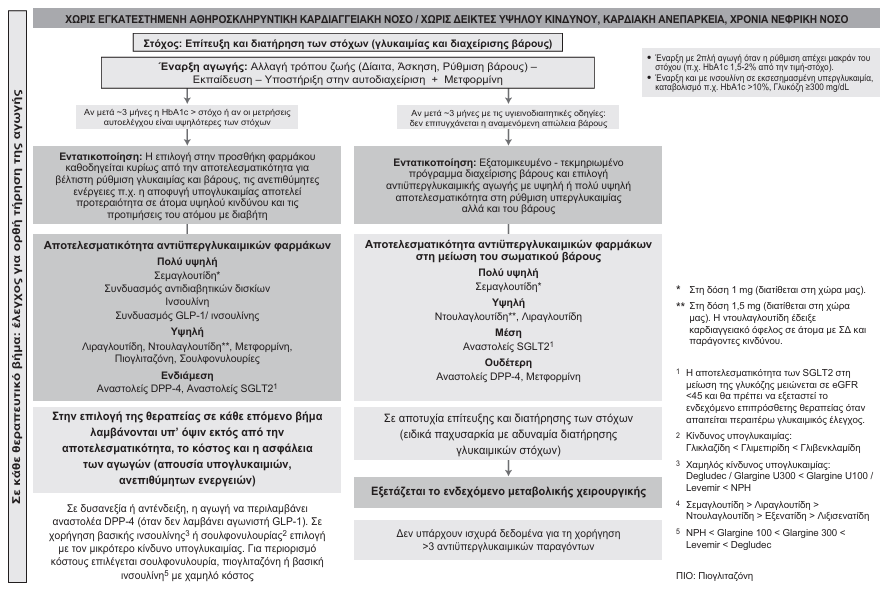 ΧΩΡΙΣ ΕΓΚΑΤΕΣΤΗΜΕΝΗ ΑΘΗΡΟΣΚΛΗΡΥΝΤΙΚΗ ΚΑΡΔΙΑΓΓΕΙΑΚΗ ΝΟΣΟ / ΧΩΡΙΣ ΔΕΙΚΤΕΣ ΥΨΗΛΟΥ ΚΙΝΔΥΝΟΥ, ΚΑΡΔΙΑΚΗ ΑΝΕΠΑΡΚΕΙΑ, ΧΡΟΝΙΑ ΝΕΦΡΙΚΗ ΝΟΣΟ
Σε κάθε θεραπευτικό βήμα: έλεγχος για ορθή τήρηση της αγωγής
Στόχος: Επίτευξη και διατήρηση των στόχων (γλυκαιμίας και διαχείρισης βάρους)
Έναρξη αγωγής: Αλλαγή τρόπου ζωής (Δίαιτα, Άσκηση, Ρύθμιση βάρους) –
Εκπαίδευση – Υποστήριξη στην αυτοδιαχείριση + Μετφορμίνη
• Έναρξη με 2πλή αγωγή όταν η ρύθμιση απέχει μακράν του
στόχου (π.χ. HbA1c 1,5-2% από την τιμή-στόχο).
• Έναρξη και με ινσουλίνη σε εκσεσημασμένη υπεργλυκαιμία,
καταβολισμό π.χ. HbA1c >10%, Γλυκόζη ≥300 mg/dL
Αν μετά ~3 μήνες η HbA1c > στόχο ή αν οι μετρήσεις
αυτοελέγχου είναι υψηλότερες των στόχων
Εντατικοποίηση: Η επιλογή στην προσθήκη φαρμάκου
καθοδηγείται κυρίως από την αποτελεσματικότητα για
βέλτιστη ρύθμιση γλυκαιμίας και βάρους, τις ανεπιθύμητες
ενέργειες π.χ. η αποφυγή υπογλυκαιμίας αποτελεί
προτεραιότητα σε άτομα υψηλού κινδύνου και τις
προτιμήσεις του ατόμου με διαβήτη
Αποτελεσματικότητα αντιϋπεργλυκαιμικών φαρμάκων
Πολύ υψηλή
Σεμαγλουτίδη*
Συνδυασμός αντιδιαβητικών δισκίων
Ινσουλίνη
Συνδυασμός GLP-1/ ινσουλίνης
Υψηλή
Λιραγλουτίδη, Ντουλαγλουτίδη**, Μετφορμίνη,
Πιογλιταζόνη, Σουλφονυλουρίες
Ενδιάμεση
Αναστολείς DPP-4, Αναστολείς SGLT2¹
Στην επιλογή της θεραπείας σε κάθε επόμενο βήμα
λαμβάνονται υπ’ όψιν εκτός από την
αποτελεσματικότητα, το κόστος και η ασφάλεια
των αγωγών (απουσία υπογλυκαιμιών,
ανεπιθύμητων ενεργειών)
Σε δυσανεξία ή αντένδειξη, η αγωγή να περιλαμβάνει
αναστολέα DPP-4 (όταν δεν λαμβάνει αγωνιστή GLP-1). Σε
χορήγηση βασικής ινσουλίνης³ ή σουλφονυλουρίας² επιλογή
με τον μικρότερο κίνδυνο υπογλυκαιμίας. Για περιορισμό
κόστους επιλέγεται σουλφονυλουρία, πιογλιταζόνη ή βασική
ινσουλίνη⁵ με χαμηλό κόστος
Αν μετά ~3 μήνες με τις υγιεινοδιαιτητικές οδηγίες:
δεν επιτυγχάνεται η αναμενόμενη απώλεια βάρους
Εντατικοποίηση: Εξατομικευμένο - τεκμηριωμένο
πρόγραμμα διαχείρισης βάρους και επιλογή
αντιϋπεργλυκαιμικής αγωγής με υψηλή ή πολύ υψηλή
αποτελεσματικότητα στη ρύθμιση υπεργλυκαιμίας
αλλά και του βάρους
Αποτελεσματικότητα αντιϋπεργλυκαιμικών φαρμάκων
στη μείωση του σωματικού βάρους
Πολύ υψηλή
Σεμαγλουτίδη*
Υψηλή
Ντουλαγλουτίδη**, Λιραγλουτίδη
Μέση
Αναστολείς SGLT2¹
Ουδέτερη
Αναστολείς DPP-4, Μετφορμίνη
Σε αποτυχία επίτευξης και διατήρησης των στόχων
(ειδικά παχυσαρκία με αδυναμία διατήρησης
γλυκαιμικών στόχων)
Εξετάζεται το ενδεχόμενο μεταβολικής χειρουργικής
Δεν υπάρχουν ισχυρά δεδομένα για τη χορήγηση
>3 αντιϋπεργλυκαιμικών παραγόντων
* Στη δόση 1 mg (διατίθεται στη χώρα μας).
** Στη δόση 1,5 mg (διατίθεται στη χώρα
μας). Η ντουλαγλουτίδη έδειξε
καρδιαγγειακό όφελος σε άτομα με ΣΔ και
παράγοντες κινδύνου.
¹ Η αποτελεσματικότητα των SGLT2 στη
μείωση της γλυκόζης μειώνεται σε eGFR
<45 και θα πρέπει να εξεταστεί το
ενδεχόμενο επιπρόσθετης θεραπείας όταν
απαιτείται περαιτέρω γλυκαιμικός έλεγχος.
² Κίνδυνος υπογλυκαιμίας:
Γλικλαζίδη < Γλιμεπιρίδη < Γλιβενκλαμίδη
³ Χαμηλός κίνδυνος υπογλυκαιμίας:
Degludec / Glargine U300 < Glargine U100 /
Levemir < NPH
⁴ Σεμαγλουτίδη > Λιραγλουτίδη >
Ντουλαγλουτίδη > Εξενατίδη > Λιξισενατίδη
⁵ NPH < Glargine 100 < Glargine 300 <
Levemir < Degludec
ΠΙΟ: Πιογλιταζόνη